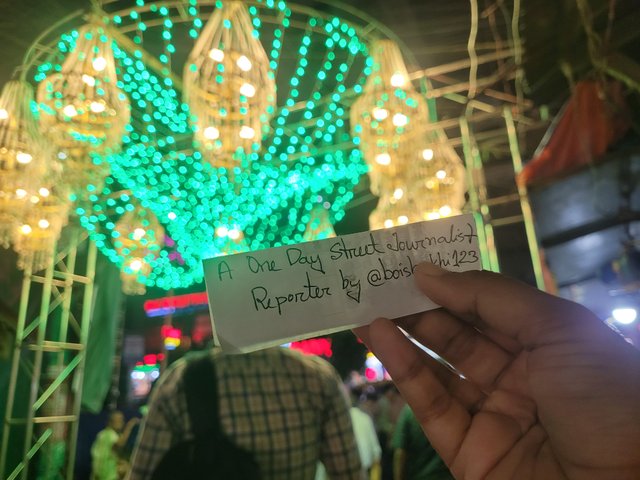 A One Day Street Journalist
Reporter by